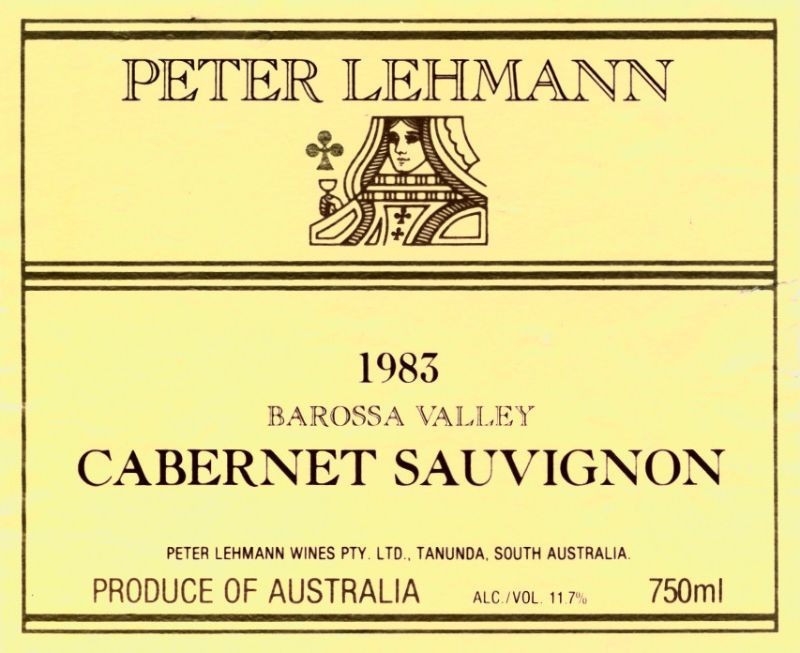 PETER LEHMANN
1983
BAROSSA VALLEY
CABERNET SAUVIGNON
PETER LEHMANN WINES PTY. LTD., TANUNDA, SOUTH AUSTRALIA.
PRODUCE OF AUSTRALIA ALC./VOL. 11.7% 750ml